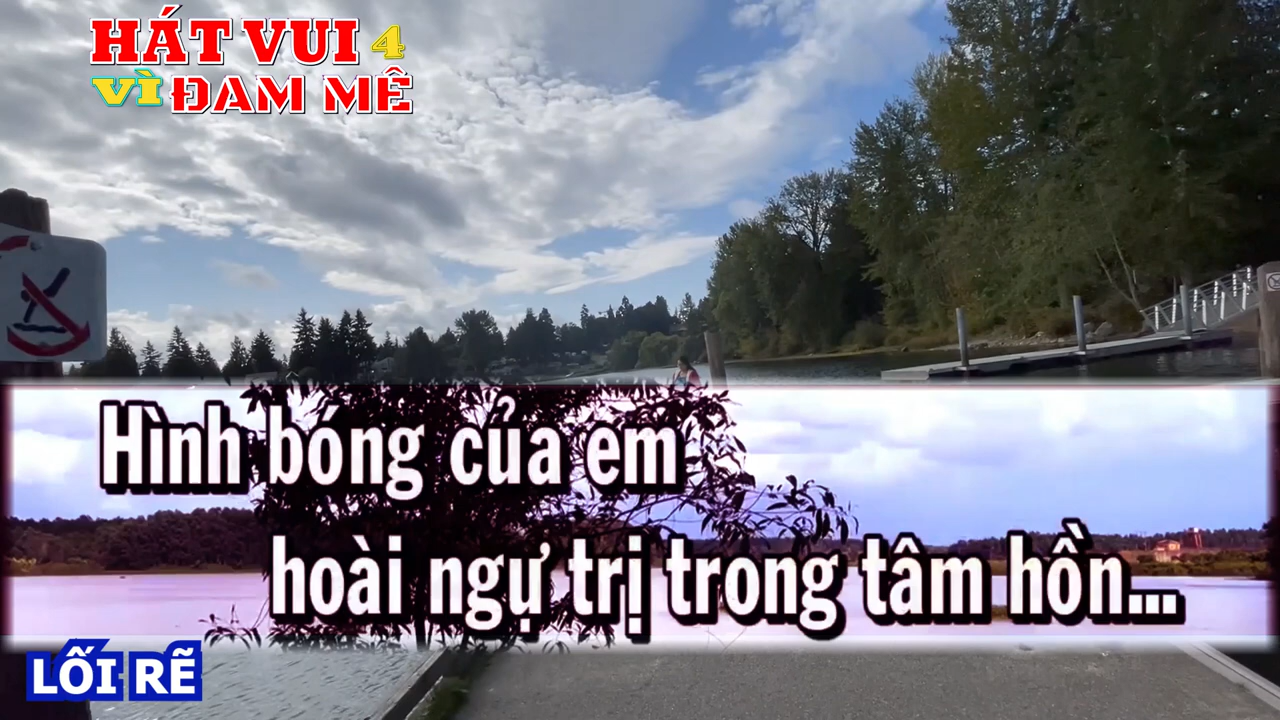 HÁT VUI 4
VÌ ĐAM MÊ
Hình bóng của em
hoài ngự trị trong tâm hồn...
LỐI RẼ